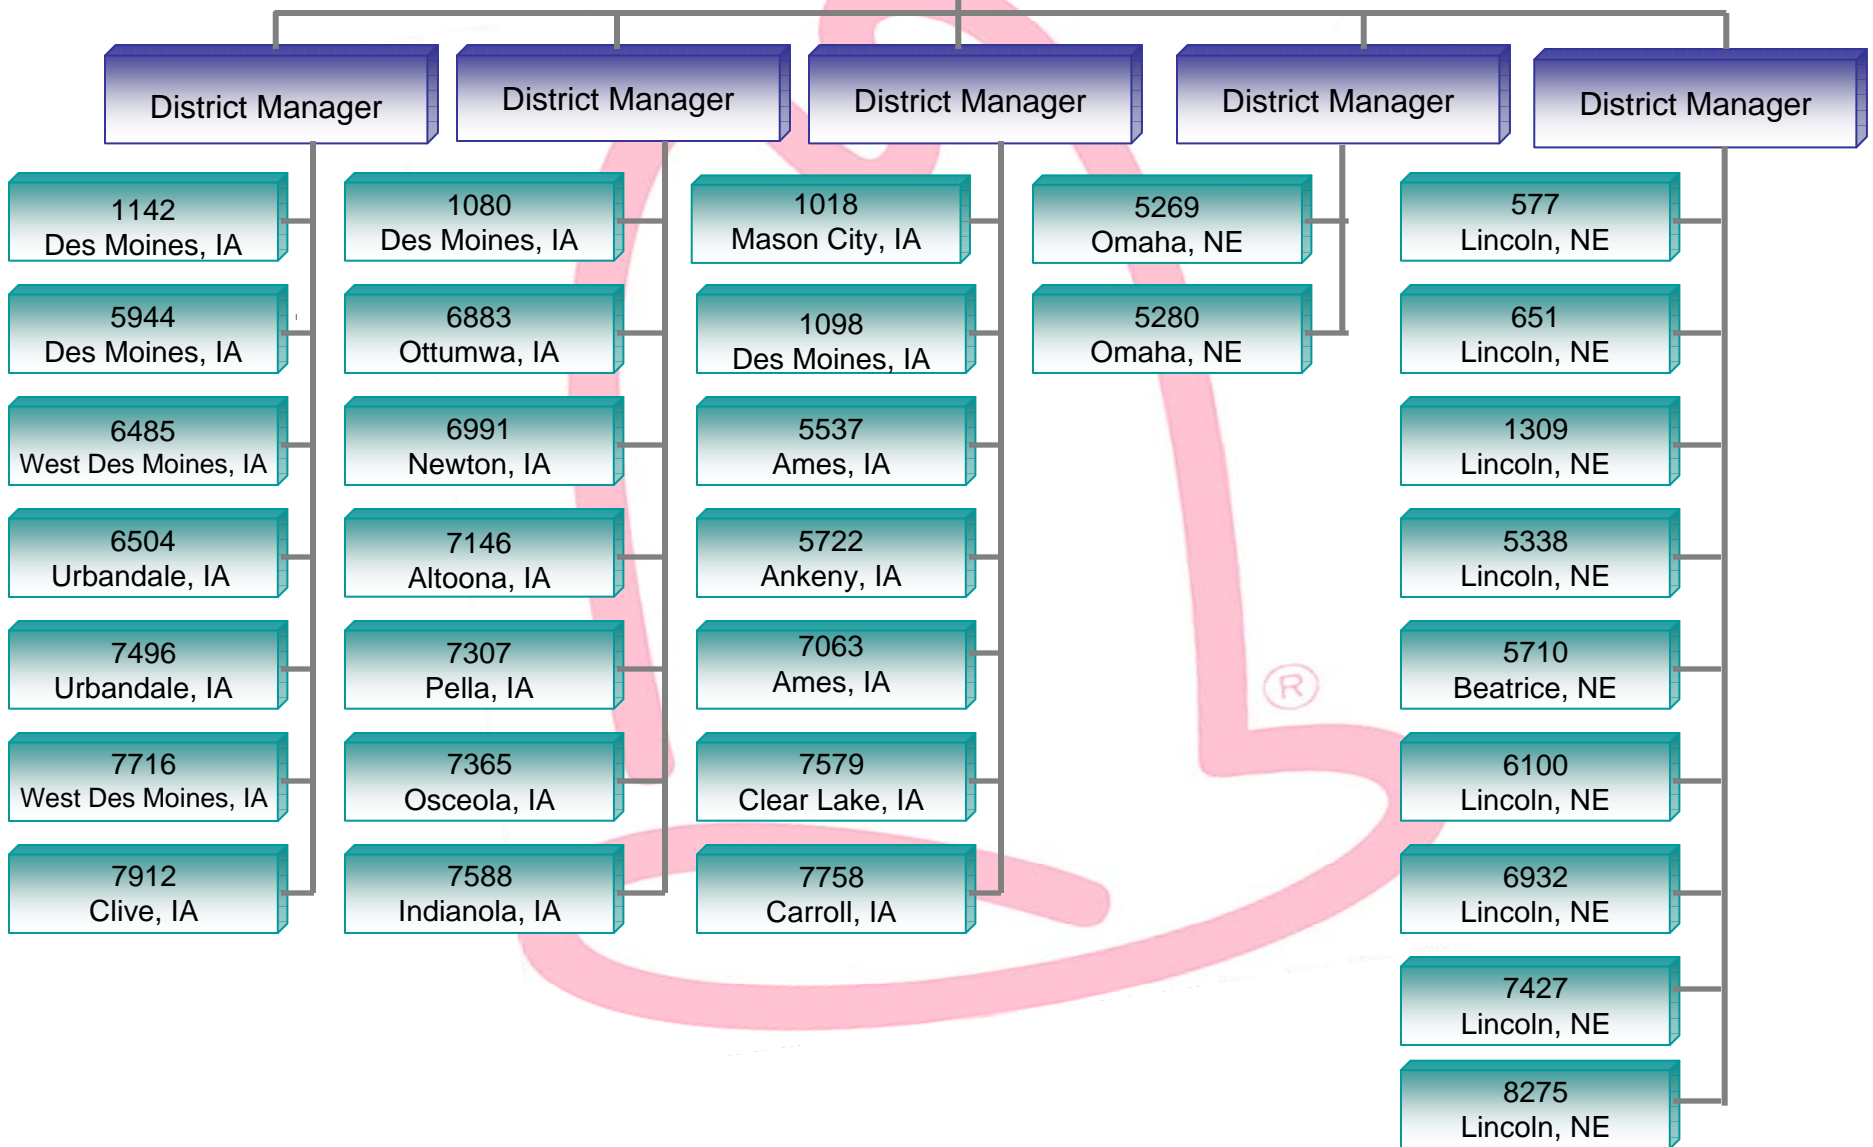 District Manager
District Manager
District Manager
District Manager
District Manager
1142
Des Moines, IA
5944
Des Moines, IA
6485
West Des Moines, IA
6504
Urbandale, IA
7496
Urbandale, IA
7716
West Des Moines, IA
7912
Clive, IA
1080
Des Moines, IA
6883
Ottumwa, IA
6991
Newton, IA
7146
Altoona, IA
7307
Pella, IA
7365
Osceola, IA
7588
Indianola, IA
1018
Mason City, IA
1098
Des Moines, IA
5537
Ames, IA
5722
Ankeny, IA
7063
Ames, IA
7579
Clear Lake, IA
7758
Carroll, IA
5269
Omaha, NE
5280
Omaha, NE
577
Lincoln, NE
651
Lincoln, NE
1309
Lincoln, NE
5338
Lincoln, NE
5710
Beatrice, NE
6100
Lincoln, NE
6932
Lincoln, NE
7427
Lincoln, NE
8275
Lincoln, NE
®